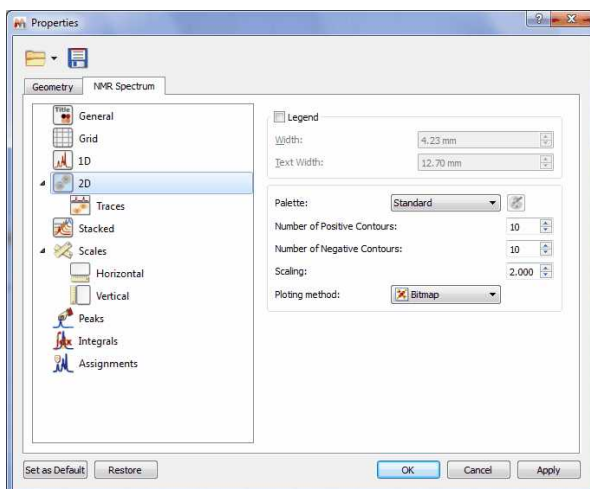 Properties
Geometry NMR Spectrum
Title
General
Grid
1D
2D
Traces
Stacked
Scales
Horizontal
Vertical
Peaks
Integrals
Assignments
Legend
Width: 4.23 mm
Text Width: 12.70 mm
Palette: Standard
Number of Positive Contours: 10
Number of Negative Contours: 10
Scaling: 2.000
Ploting method: Bitmap
Set as Default Restore OK Cancel Apply